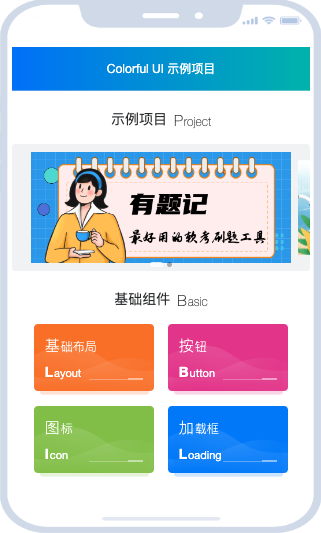 Colorful UI 示例项目
示例项目 Project
有题记
最好用的软考刷题工具
基础组件 Basic
基础布局 按钮
Layout Button
图标 加载框
Icon Loading